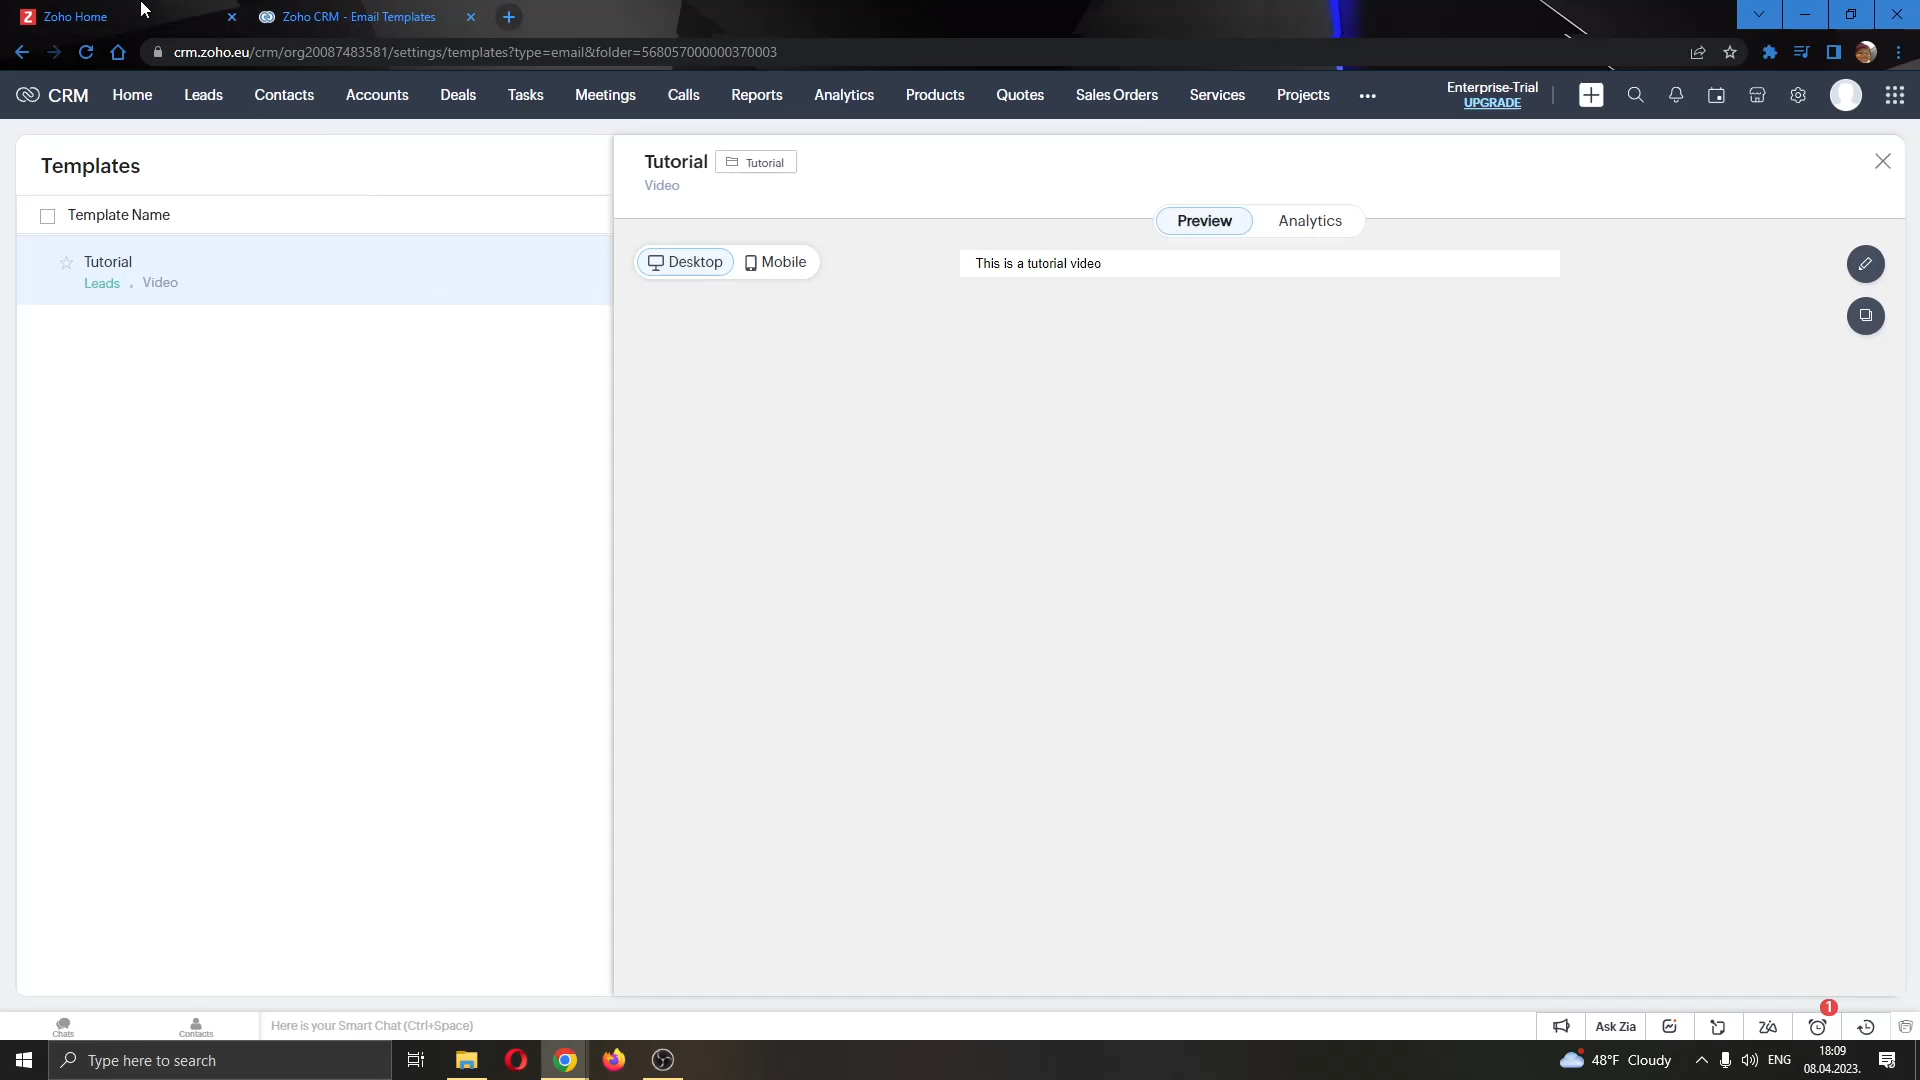 Zoho Home
Zoho CRM - Email Templates
crm.zoho.eu/crm/org20087483581/settings/templates?type=email&folder=568057000000370003
CRM Home Leads Contacts Accounts Deals Tasks Meetings Calls Reports Analytics Products Quotes Sales Orders Services Projects
Enterprise-Trial
UPGRADE
Templates
Template Name
Tutorial
Leads . Video
Tutorial
Tutorial
Video
Preview Analytics
Desktop Mobile
This is a tutorial video
Chats
Contacts
Here is your Smart Chat (Ctrl+Space)
Ask Zia
1
Type here to search
48°F Cloudy
ENG
18:09
08.04.2023.